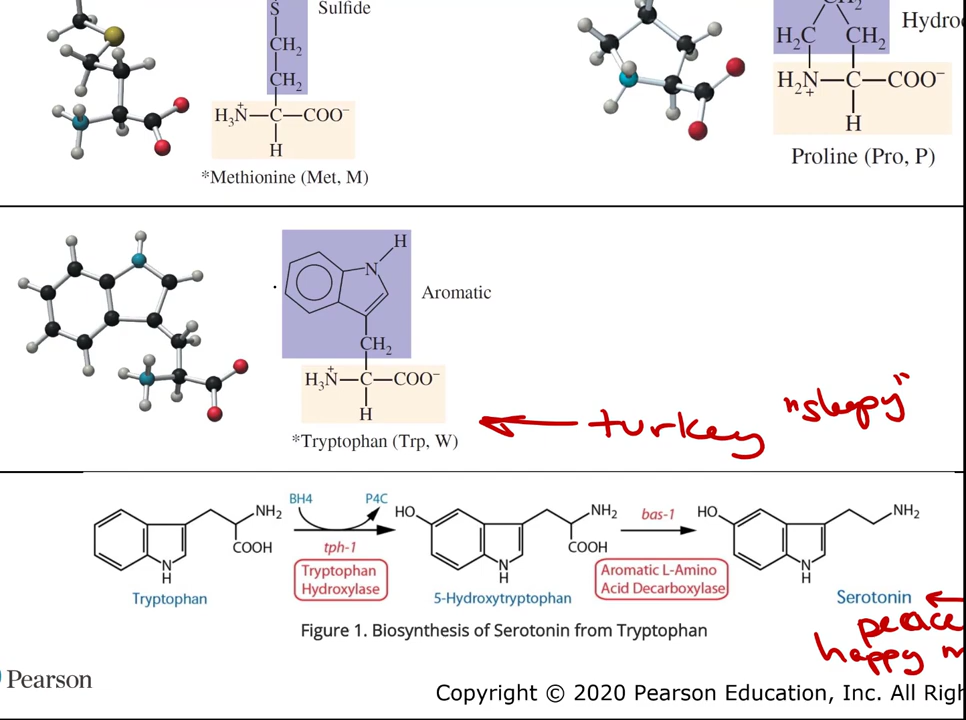 Sulfide
S
CH₂
CH₂
H₃N⁺—C—COO⁻
H
*Methionine (Met, M)
CH₂
Hydro
H₂C CH₂
H₂N⁺—C—COO⁻
H
Proline (Pro, P)
H
N
Aromatic
CH₂
H₃N⁺—C—COO⁻
H
*Tryptophan (Trp, W)
turkey "sleepy"
NH₂
COOH
N
H
Tryptophan
BH4 P4C
tph-1
Tryptophan
Hydroxylase
HO
NH₂
COOH
N
H
5-Hydroxytryptophan
bas-1
Aromatic L-Amino
Acid Decarboxylase
HO
NH₂
N
H
Serotonin
peace
happy m
Figure 1. Biosynthesis of Serotonin from Tryptophan
Pearson
Copyright © 2020 Pearson Education, Inc. All Righ